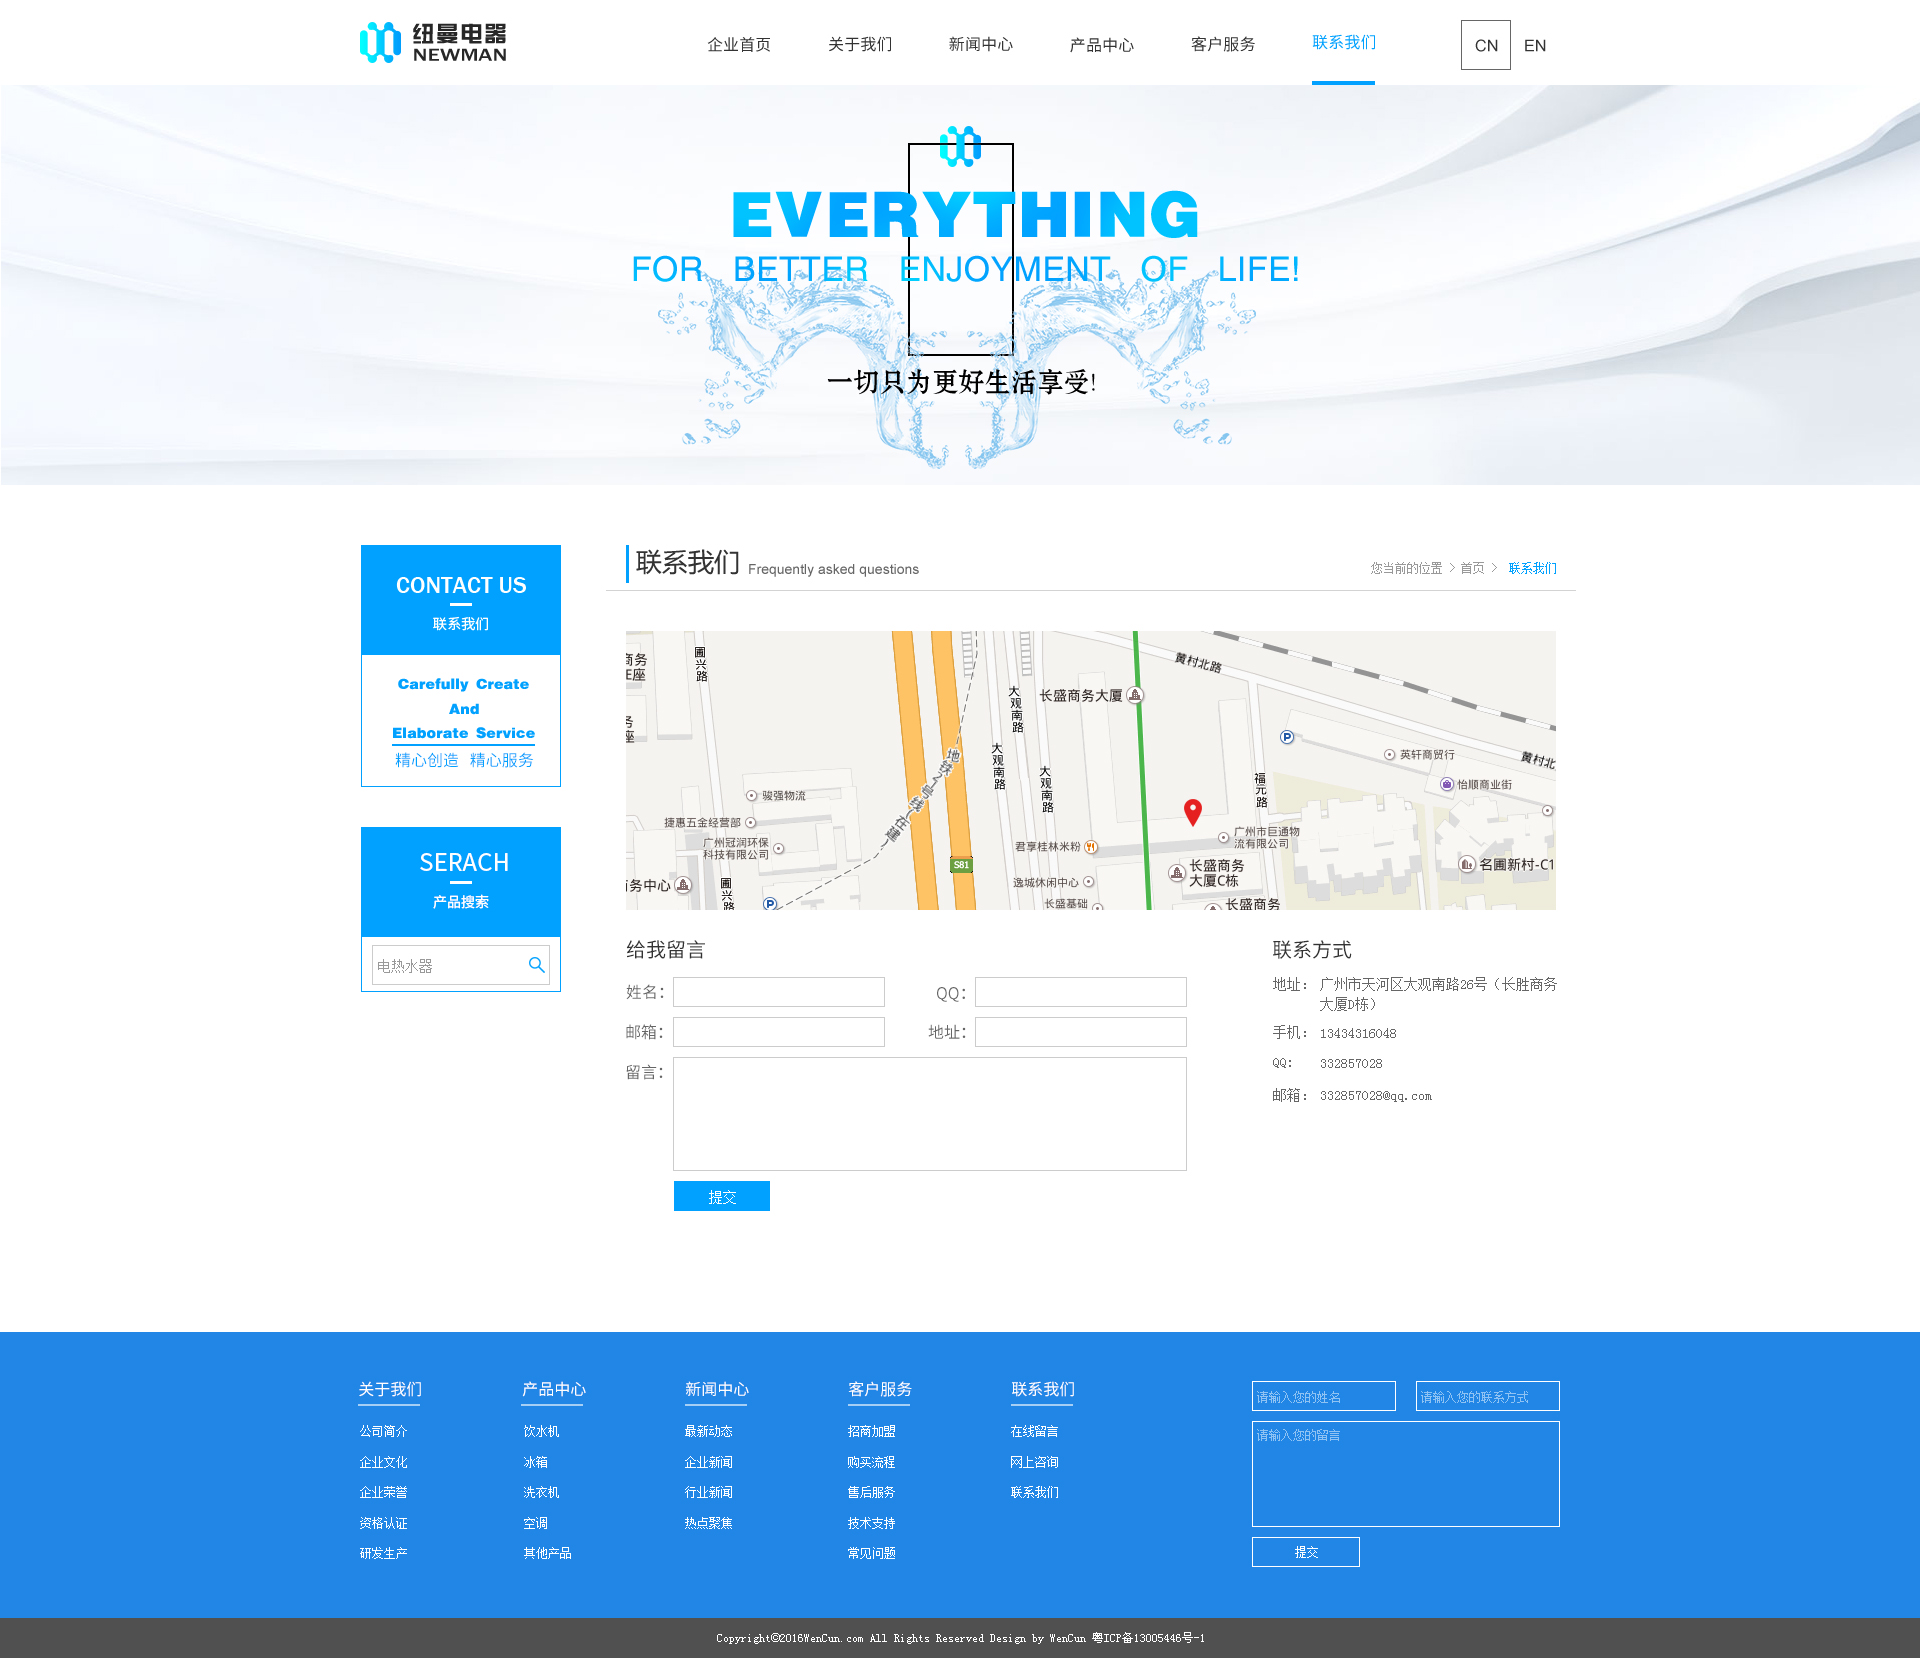 纽曼电器
NEWMAN
企业首页 关于我们 新闻中心 产品中心 客户服务 联系我们 CN EN
EVERYTHING
FOR BETTER ENJOYMENT OF LIFE!
一切只为更好生活享受!
CONTACT US
联系我们
Carefully Create
And
Elaborate Service
精心创造 精心服务
SERACH
产品搜索
电热水器
联系我们 Frequently asked questions
您当前的位置 > 首页 > 联系我们
商务
圃兴路
黄村北路
大观南路
长盛商务大厦
P
英轩商贸行
黄村北
大观南路
地铁21号线(在建)
大观南路
福元路
怡顺商业街
骏强物流
捷惠五金经营部
广州冠润环保
科技有限公司
君享桂林米粉
广州市巨通物
流有限公司
S81
长盛商务
大厦C栋
名圃新村-C1
务中心
圃兴路
逸城休闲中心
P
长盛基础
长盛商务
给我留言
姓名：
QQ：
邮箱：
地址：
留言：
提交
联系方式
地址： 广州市天河区大观南路26号（长胜商务
大厦D栋）
手机： 13434316048
QQ: 332857028
邮箱： 332857028@qq.com
关于我们
公司简介
企业文化
企业荣誉
资格认证
研发生产
产品中心
饮水机
冰箱
洗衣机
空调
其他产品
新闻中心
最新动态
企业新闻
行业新闻
热点聚焦
客户服务
招商加盟
购买流程
售后服务
技术支持
常见问题
联系我们
在线留言
网上咨询
联系我们
请输入您的姓名
请输入您的联系方式
请输入您的留言
提交
Copyright©2016WenCun.com All Rights Reserved Design by WenCun 粤ICP备13005446号-1